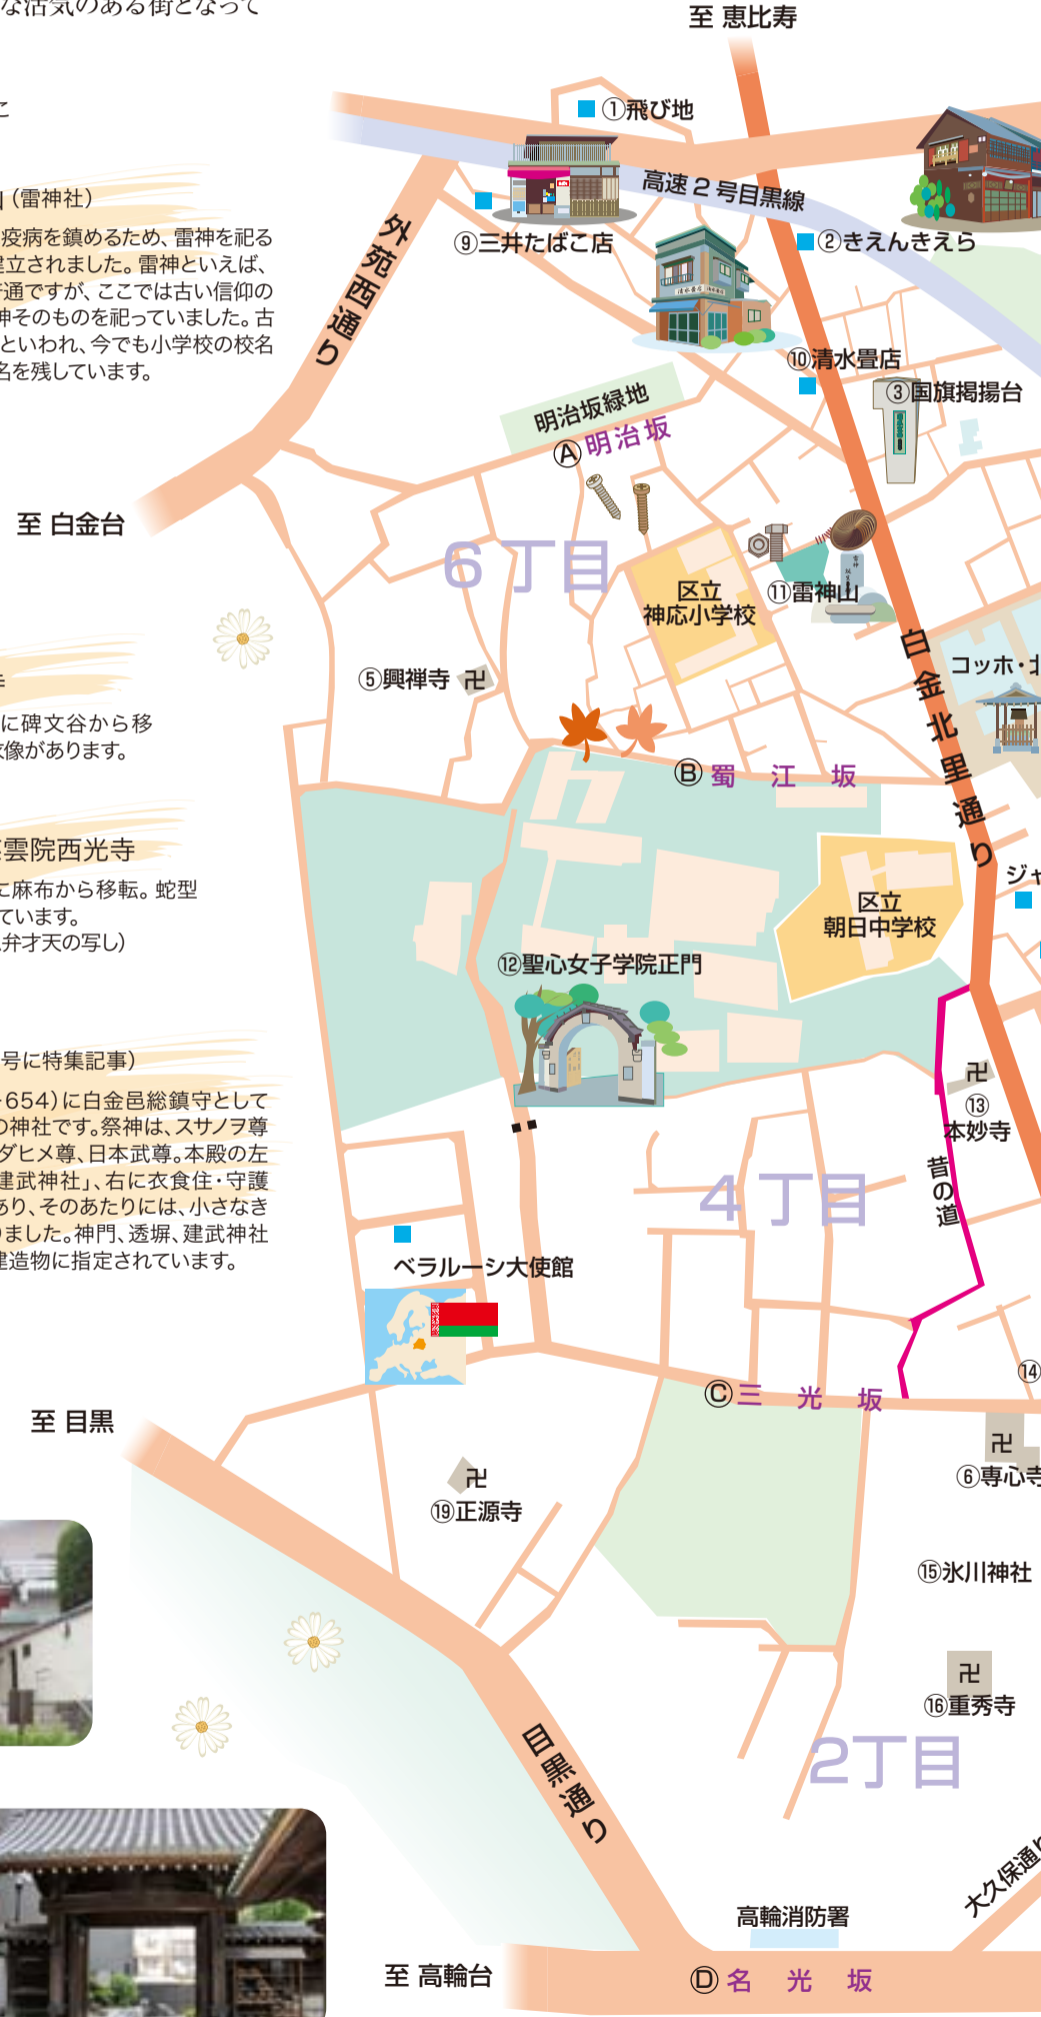 な活気のある街となって
に
山（雷神社）
疫病を鎮めるため、雷神を祀る
建立されました。雷神といえば、
普通ですが、ここでは古い信仰の
神そのものを祀っていました。古
といわれ、今でも小学校の校名
名を残しています。
寺
に碑文谷から移
像があります。
雲院西光寺
に麻布から移転。蛇型
ています。
弁才天の写し）
号に特集記事）
654）に白金邑総鎮守として
の神社です。祭神は、スサノヲ尊
ダヒメ尊、日本武尊。本殿の左
建武神社」、右に衣食住・守護
あり、そのあたりには、小さなき
りました。神門、透塀、建武神社
建造物に指定されています。
至 恵比寿
①飛び地
高速２号目黒線
⑨三井たばこ店
②きえんきえら
外苑西通り
清水畳店
⑩清水畳店
③国旗掲揚台
明治坂緑地
Ⓐ明治坂
至 白金台
６丁目
区立
神応小学校
雷神
⑪雷神山
白金北里通り
コッホ・北
⑤興禅寺 卍
Ⓑ蜀江坂
ジャ
区立
朝日中学校
⑫聖心女子学院正門
卍
⑬
本妙寺
昔の道
４丁目
ベラルーシ大使館
⑭
Ⓒ三光坂
至 目黒
卍
⑥専心寺
卍
⑲正源寺
⑮氷川神社
卍
⑯重秀寺
２丁目
目黒通り
大久保通り
高輪消防署
至 高輪台
Ⓓ名光坂